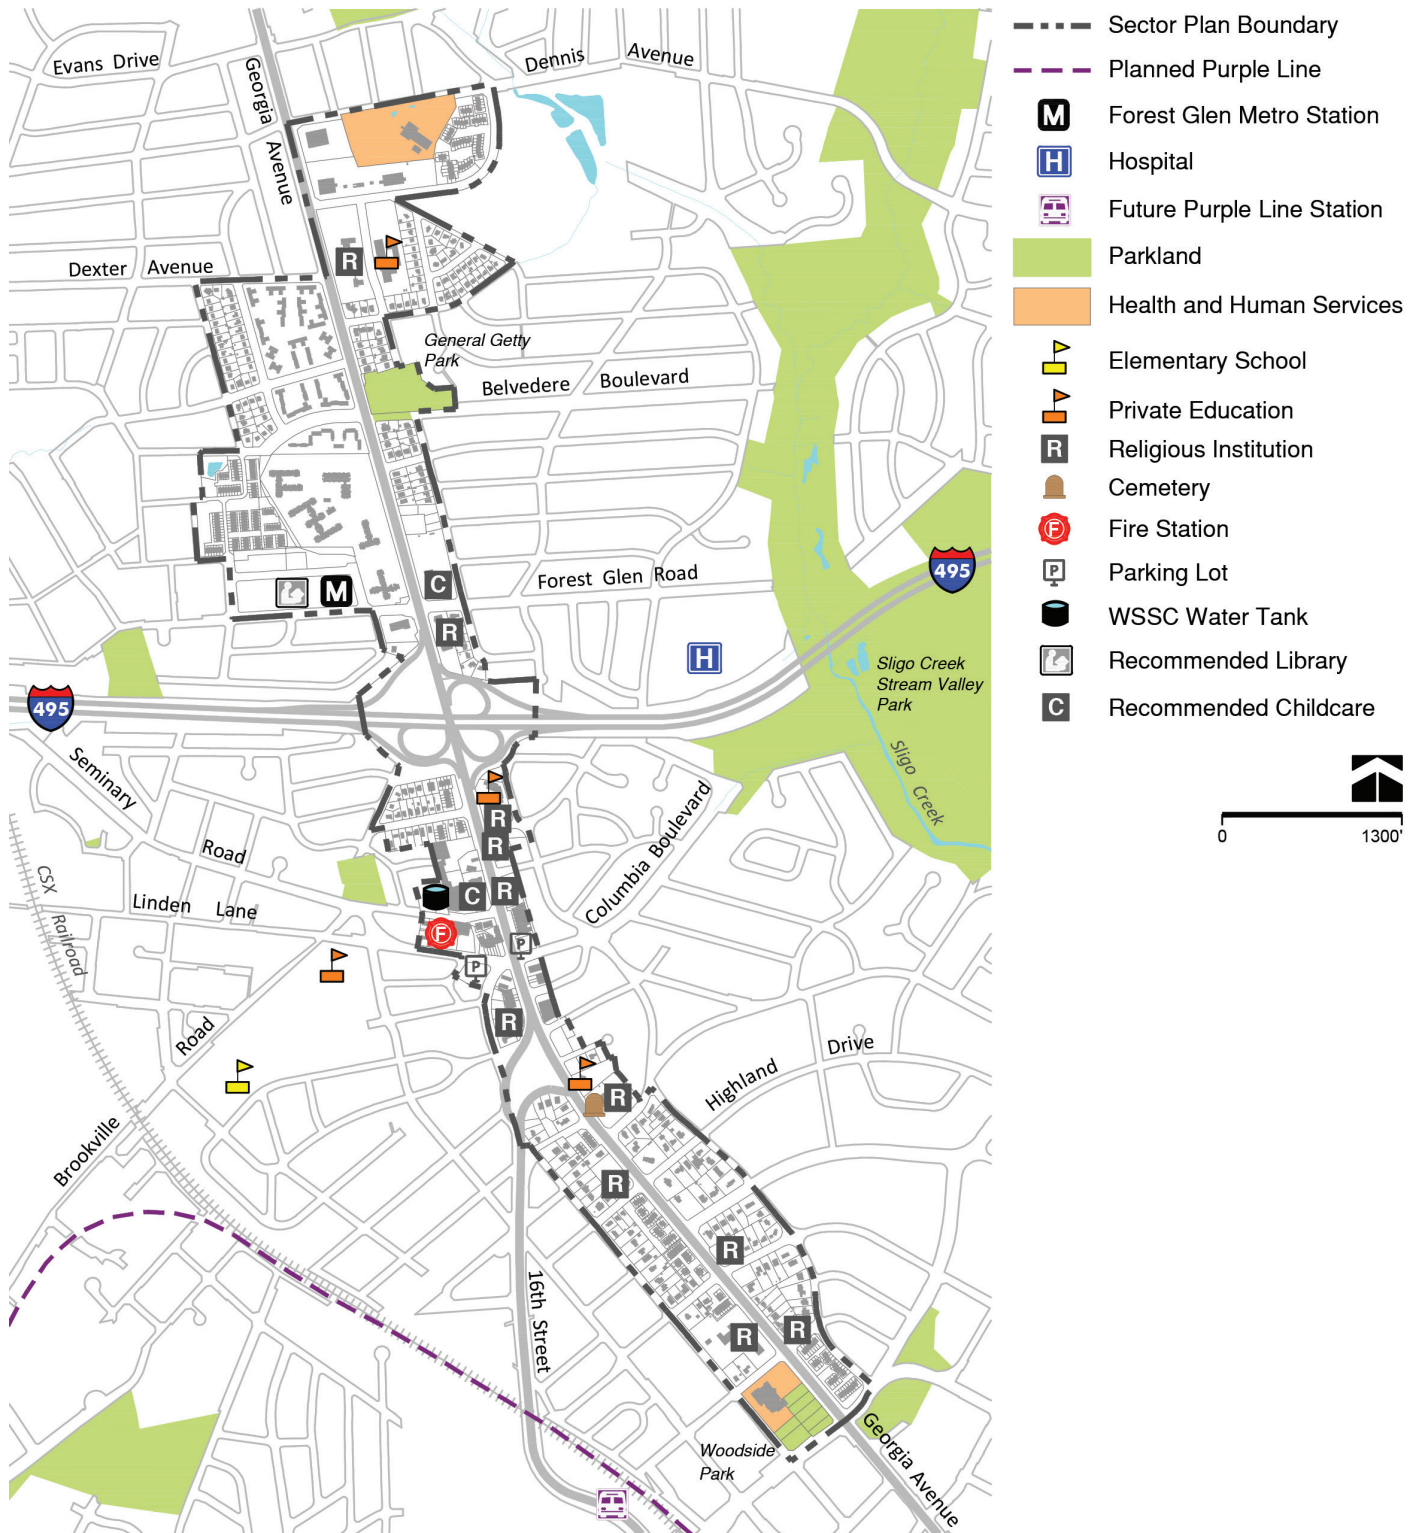 Evans Drive
Georgia
Avenue
Dennis Avenue
R
Dexter Avenue
General Getty
Park
Belvedere Boulevard
Forest Glen Road
C
M
R
H
495
Sligo Creek
Stream Valley
Park
495
Sligo Creek
Seminary
Road
R
R
Columbia Boulevard
CSX Railroad
Linden Lane
C
R
F
P
P
R
Road
Brookville
Highland Drive
R
R
R
16th Street
R
R
Woodside
Park
Georgia Avenue
Sector Plan Boundary
Planned Purple Line
M Forest Glen Metro Station
H Hospital
Future Purple Line Station
Parkland
Health and Human Services
Elementary School
Private Education
R Religious Institution
Cemetery
F Fire Station
P Parking Lot
WSSC Water Tank
Recommended Library
C Recommended Childcare
0 1300'